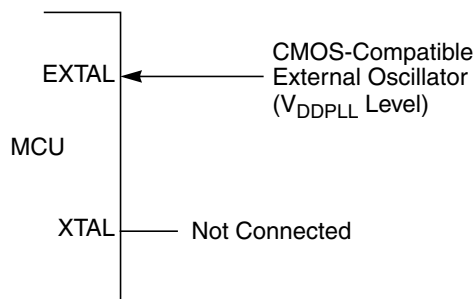 EXTAL
CMOS-Compatible
External Oscillator
(VDDPLL Level)
MCU
XTAL
Not Connected